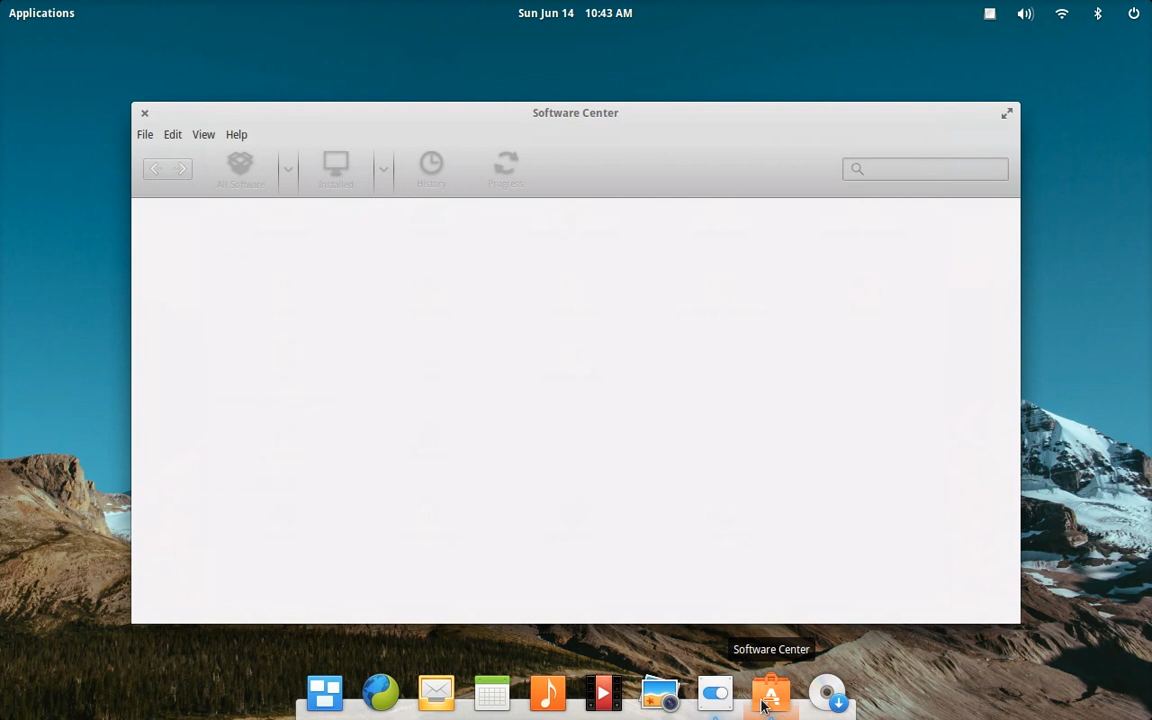 Applications
Sun Jun 14 10:43 AM
Software Center
File Edit View Help
All Software Installed History Progress
Software Center